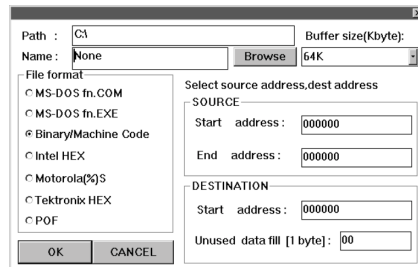 Path : C:\ Buffer size(Kbyte):
Name : None Browse 64K
File format
MS-DOS fn.COM
MS-DOS fn.EXE
Binary/Machine Code
Intel HEX
Motorola(%)S
Tektronix HEX
POF
Select source address,dest address
SOURCE
Start address: 000000
End address: 000000
DESTINATION
Start address: 000000
Unused data fill [1 byte]: 00
OK CANCEL